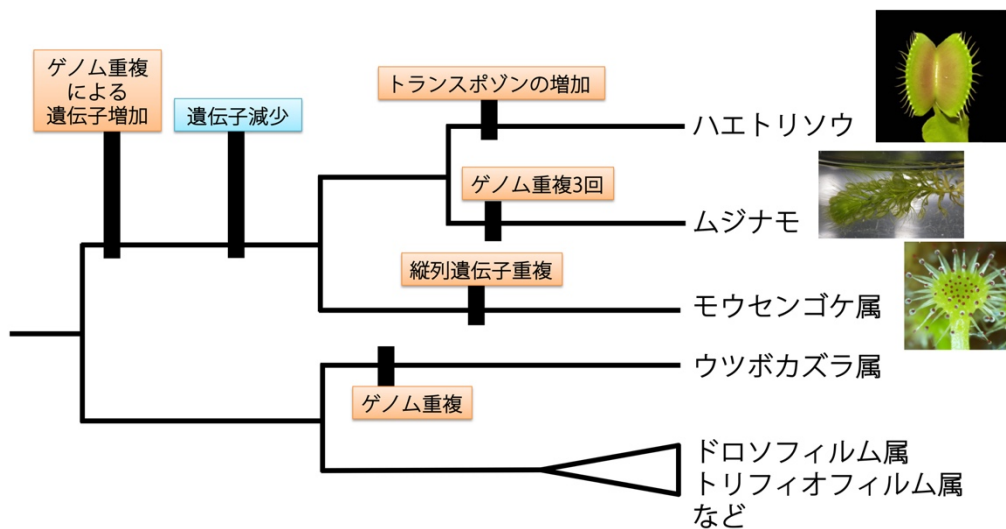 ゲノム重複
による
遺伝子増加
遺伝子減少
トランスポゾンの増加
ハエトリソウ
ゲノム重複3回
ムジナモ
縦列遺伝子重複
モウセンゴケ属
ウツボカズラ属
ゲノム重複
ドロソフィルム属
トリフィオフィルム属
など